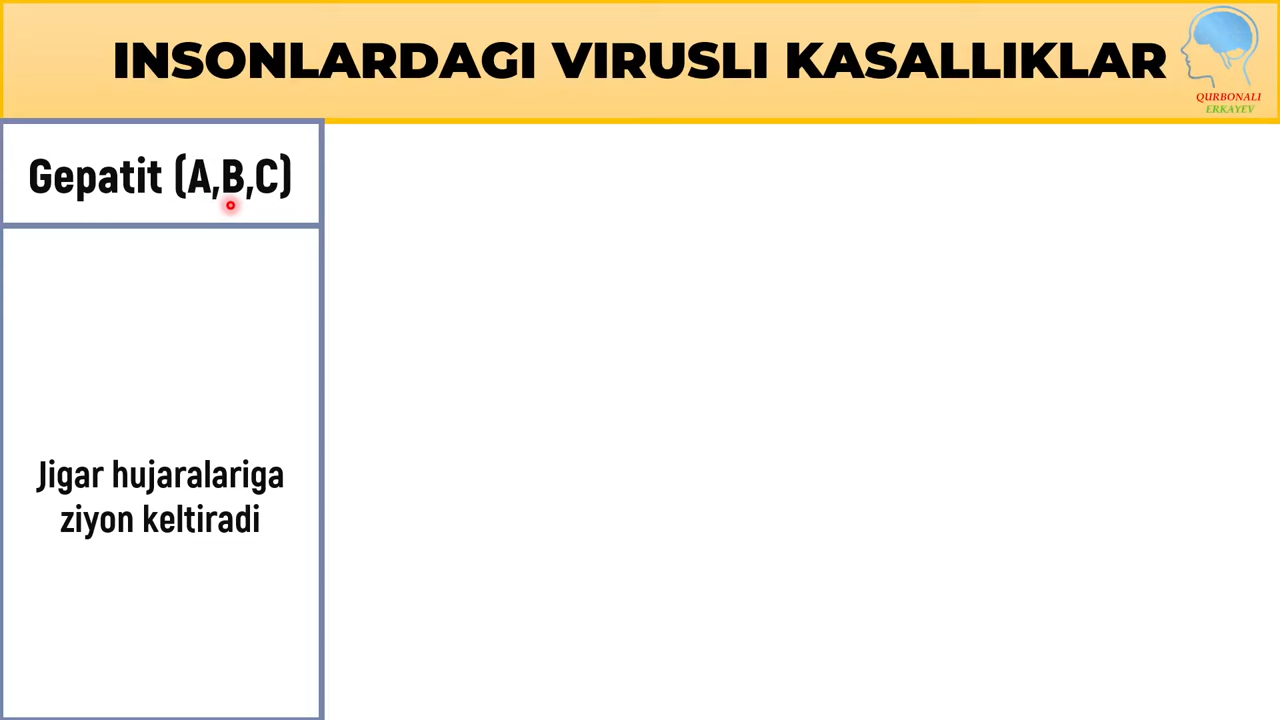 INSONLARDAGI VIRUSLI KASALLIKLAR
QURBONALI
ERKAYEV
Gepatit (A,B,C)
Jigar hujaralariga
ziyon keltiradi